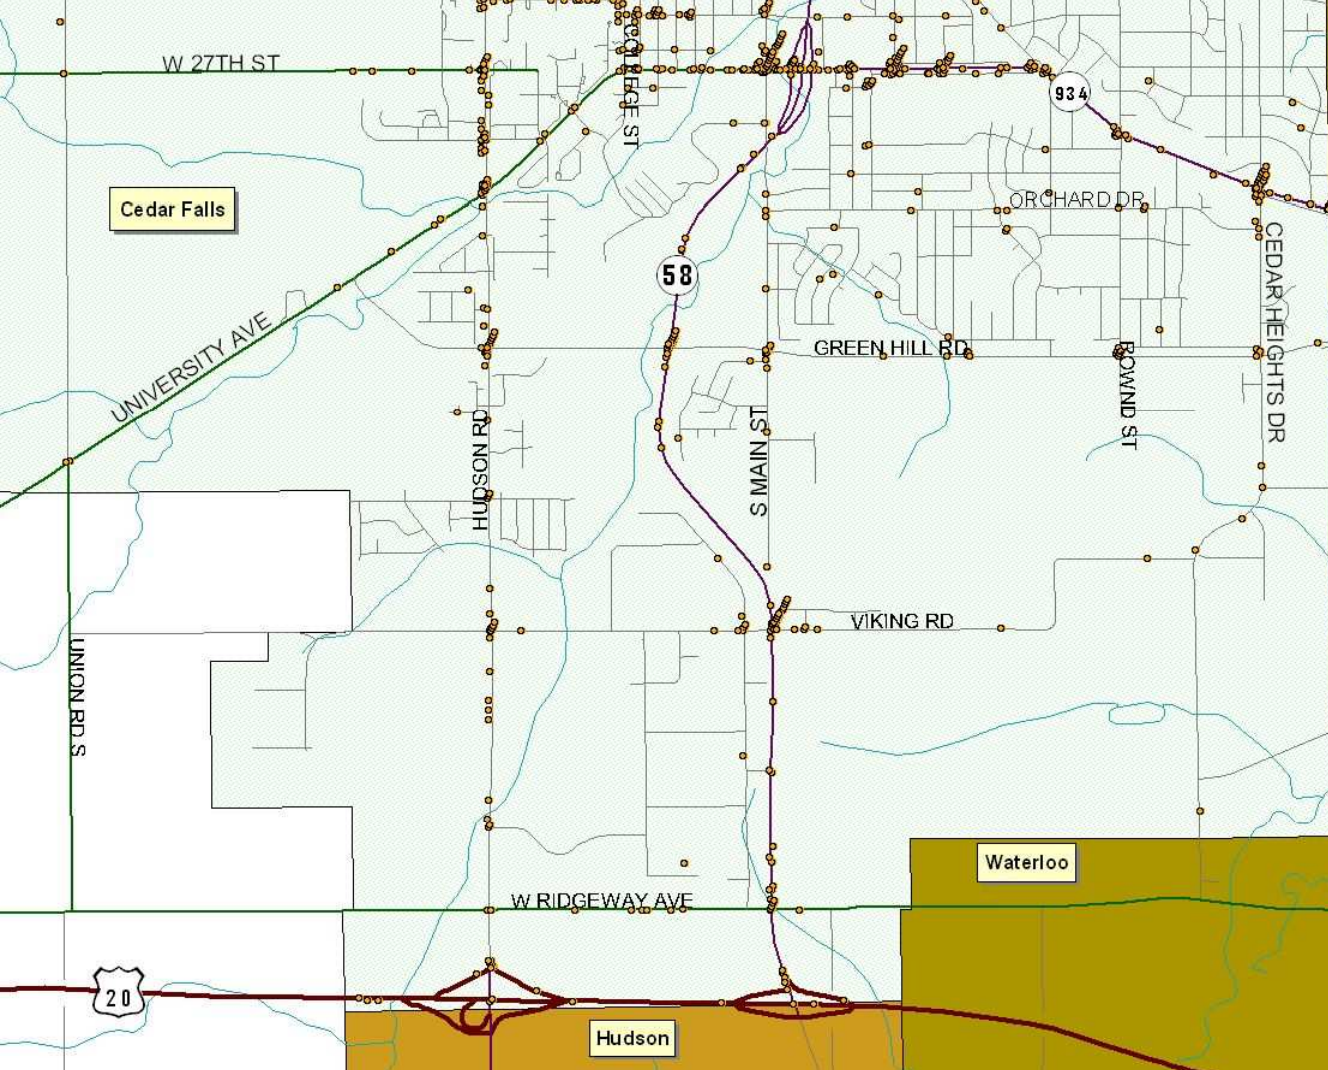 W 27TH ST
COLLEGE ST
934
Cedar Falls
ORCHARD DR
CEDAR HEIGHTS DR
58
UNIVERSITY AVE
GREEN HILL RD
ROWND ST
HUDSON RD
S MAIN ST
VIKING RD
UNION RD S
Waterloo
W RIDGEWAY AVE
20
Hudson